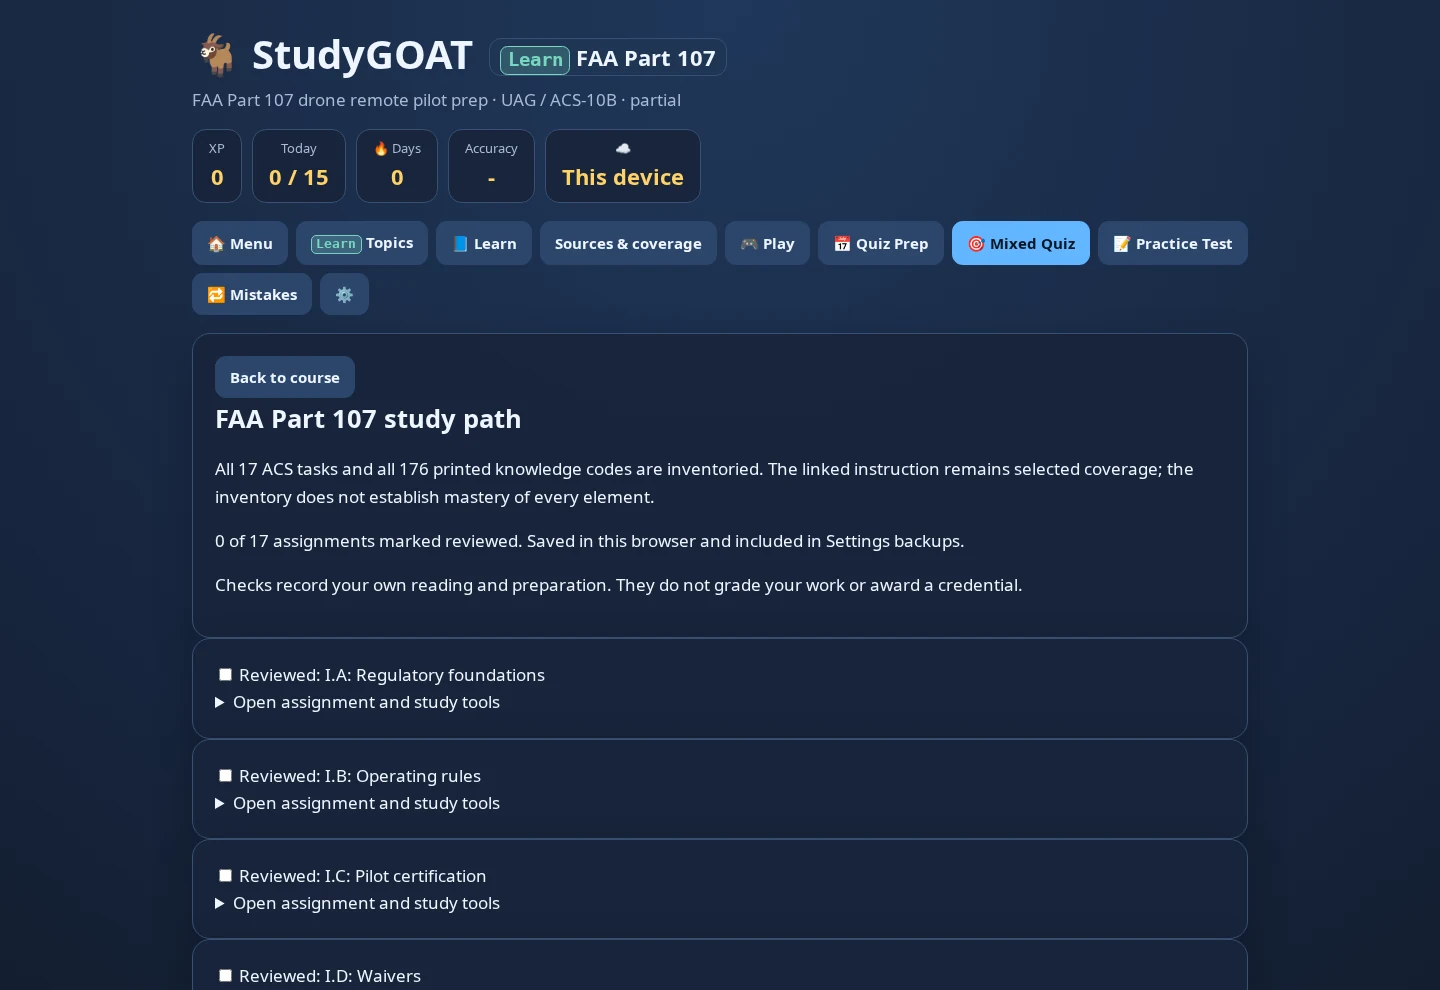 StudyGOAT Learn FAA Part 107
FAA Part 107 drone remote pilot prep · UAG / ACS-10B · partial
XP
0
Today
0 / 15
🔥 Days
0
Accuracy
-
☁️
This device
🏠 Menu
Learn Topics
📘 Learn
Sources & coverage
🎮 Play
📅 Quiz Prep
🎯 Mixed Quiz
📝 Practice Test
🔁 Mistakes
⚙️
Back to course
FAA Part 107 study path
All 17 ACS tasks and all 176 printed knowledge codes are inventoried. The linked instruction remains selected coverage; the
inventory does not establish mastery of every element.
0 of 17 assignments marked reviewed. Saved in this browser and included in Settings backups.
Checks record your own reading and preparation. They do not grade your work or award a credential.
Reviewed: I.A: Regulatory foundations
Open assignment and study tools
Reviewed: I.B: Operating rules
Open assignment and study tools
Reviewed: I.C: Pilot certification
Open assignment and study tools
Reviewed: I.D: Waivers